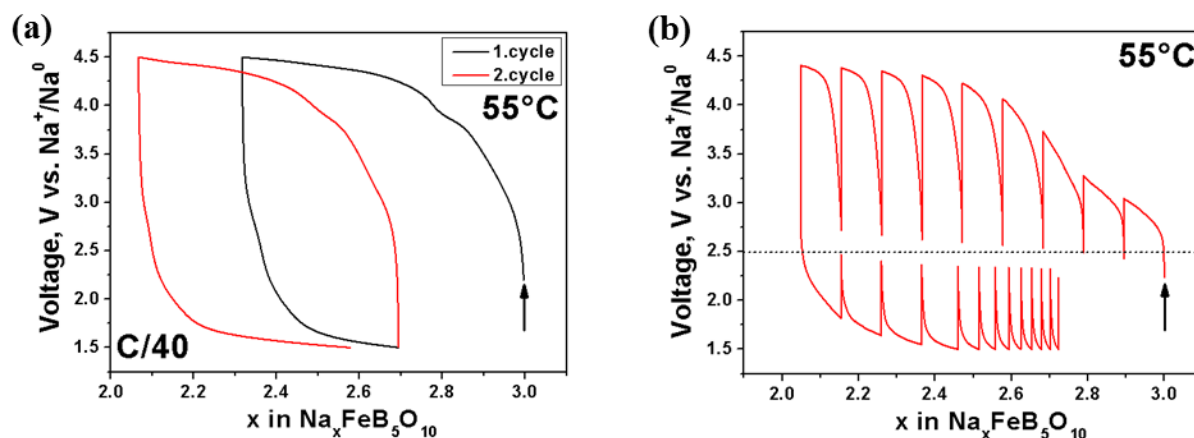 (a)
Voltage, V vs. Na⁺/Na⁰
4.5
4.0
3.5
3.0
2.5
2.0
1.5
1.cycle
2.cycle
55°C
C/40
2.0 2.2 2.4 2.6 2.8 3.0
x in NaₓFeB₅O₁₀
(b)
Voltage, V vs. Na⁺/Na⁰
4.5
4.0
3.5
3.0
2.5
2.0
1.5
55°C
2.0 2.2 2.4 2.6 2.8 3.0
x in NaₓFeB₅O₁₀